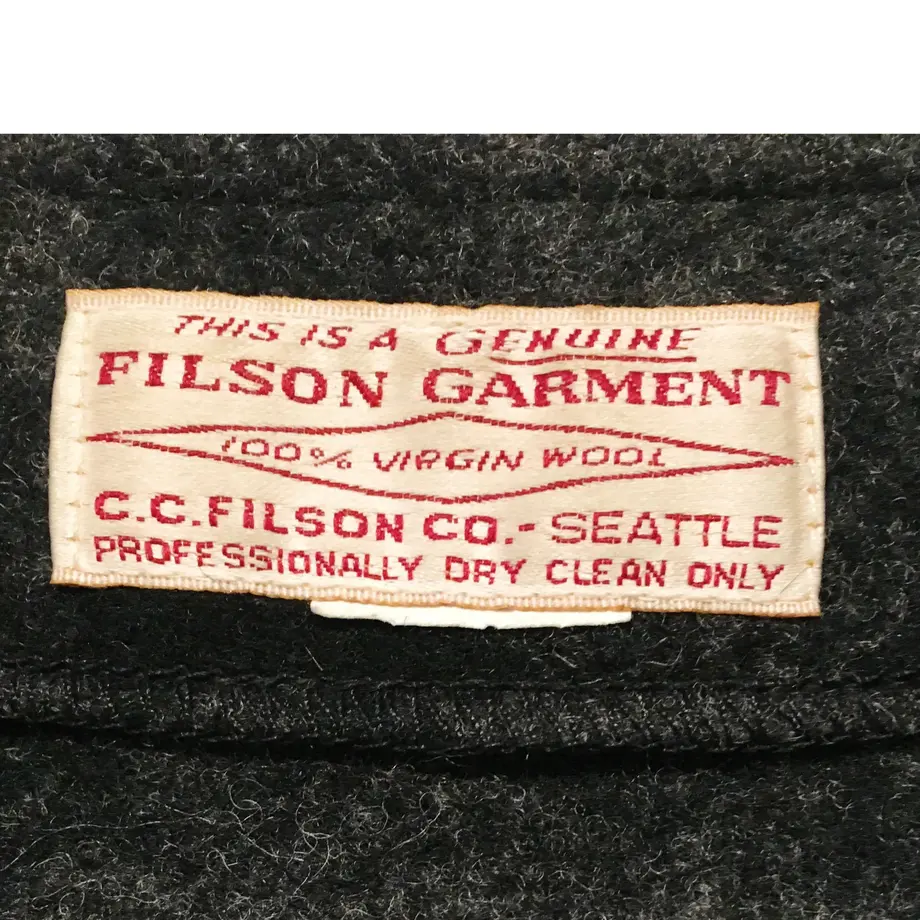 THIS IS A GENUINE
FILSON GARMENT
100% VIRGIN WOOL
C.C. FILSON CO. - SEATTLE
PROFESSIONALLY DRY CLEAN ONLY